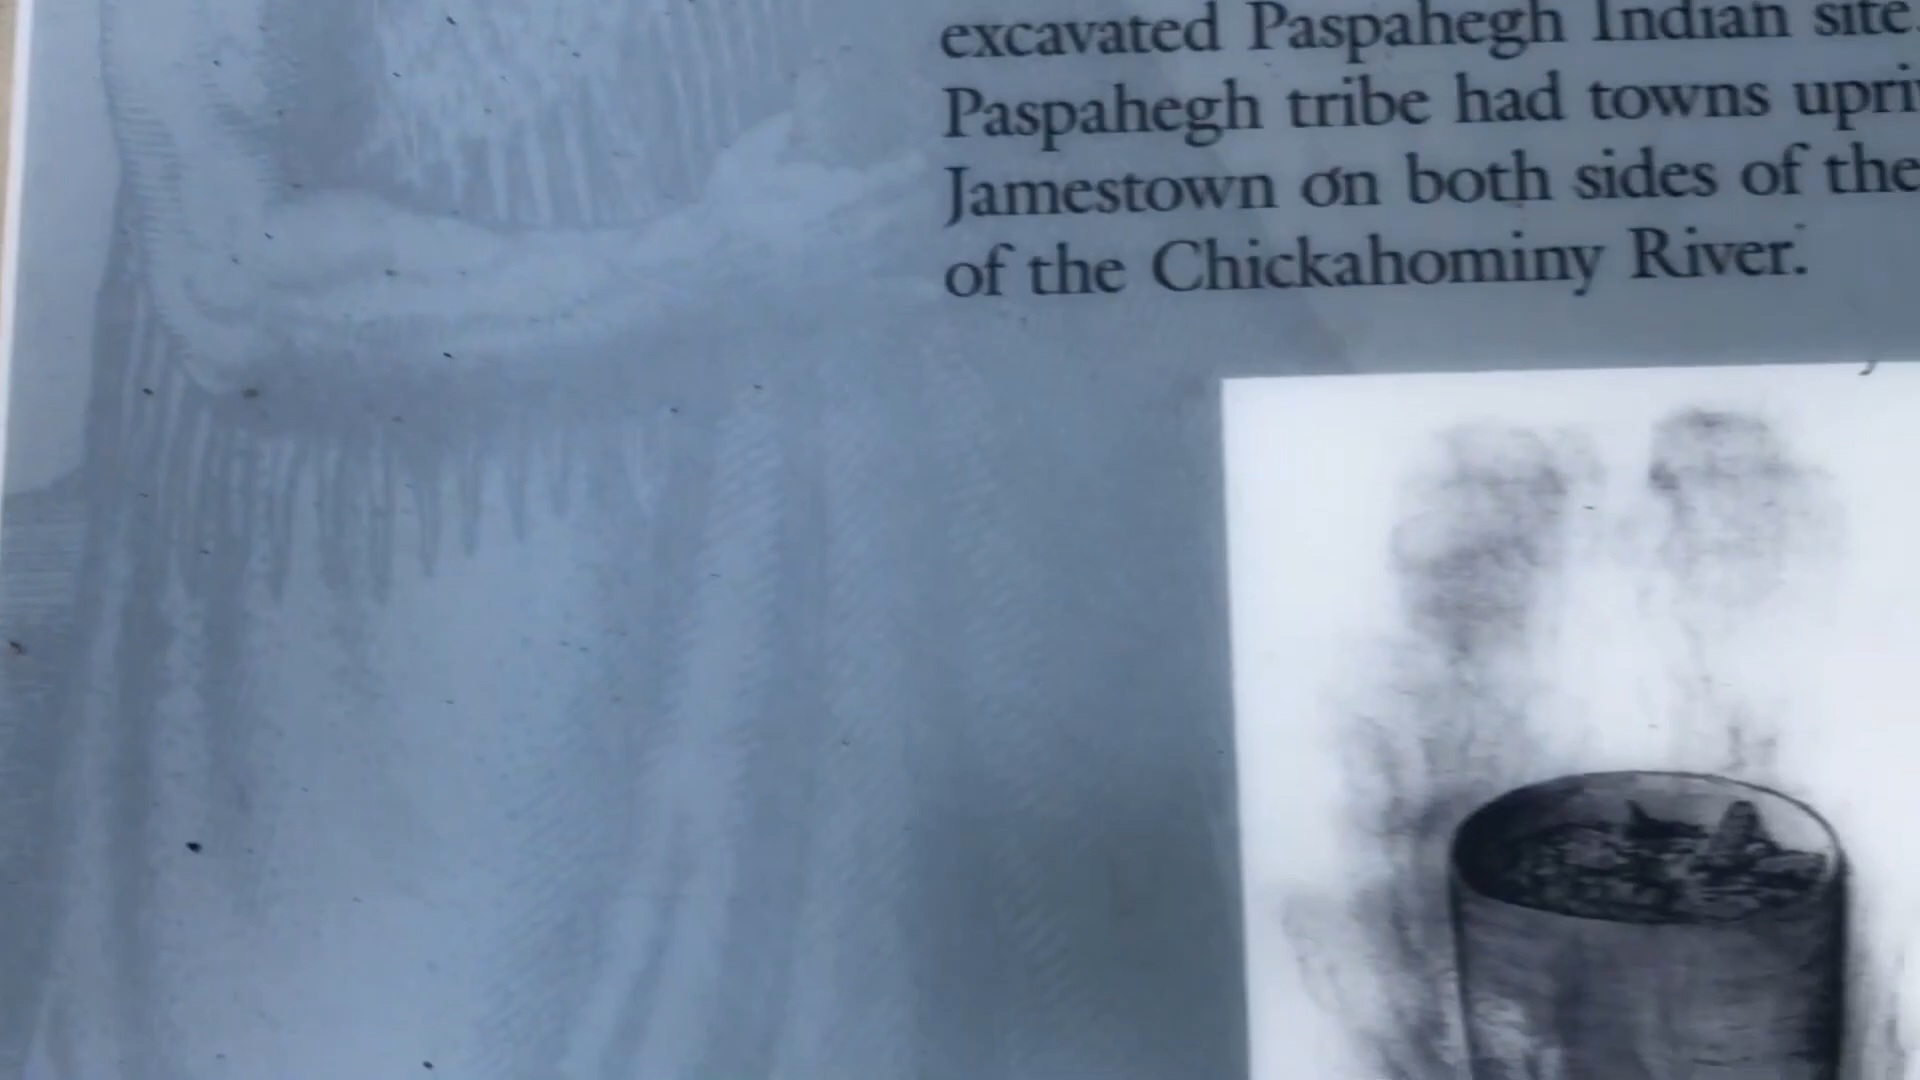 excavated Paspahegh Indian site.
Paspahegh tribe had towns upri
Jamestown on both sides of the
of the Chickahominy River.